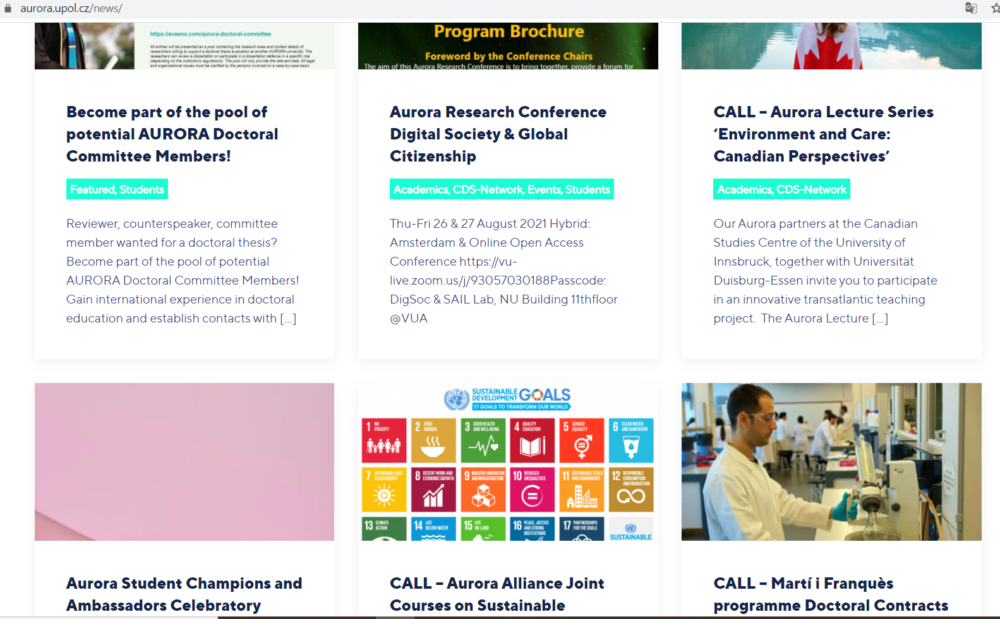 aurora.upol.cz/news/
https://eveeno.com/aurora-doctoral-committee
All entries will be presented as a pool containing the research area and contact details of
researchers willing to support a doctoral thesis evaluation at another AURORA university. The
reseachers can review a dissertation or participate in a dissertation defence in a specific role
(depending on the institutions regulations). The pool will only provide the relevant data. All legal
and organisational issues must be clarified by the persons involved on a case-by-case basis.
Program Brochure
Foreword by the Conference Chairs
The aim of this Aurora Research Conference is to bring together, provide a forum for
Become part of the pool of
potential AURORA Doctoral
Committee Members!
Featured, Students
Reviewer, counterspeaker, committee
member wanted for a doctoral thesis?
Become part of the pool of potential
AURORA Doctoral Committee Members!
Gain international experience in doctoral
education and establish contacts with [...]
Aurora Research Conference
Digital Society & Global
Citizenship
Academics, CDS-Network, Events, Students
Thu-Fri 26 & 27 August 2021 Hybrid:
Amsterdam & Online Open Access
Conference https://vu-
live.zoom.us/j/93057030188Passcode:
DigSoc & SAIL Lab, NU Building 11thfloor
@VUA
CALL – Aurora Lecture Series
‘Environment and Care:
Canadian Perspectives’
Academics, CDS-Network
Our Aurora partners at the Canadian
Studies Centre of the University of
Innsbruck, together with Universität
Duisburg-Essen invite you to participate
in an innovative transatlantic teaching
project. The Aurora Lecture [...]
SUSTAINABLE
DEVELOPMENT GOALS
17 GOALS TO TRANSFORM OUR WORLD
1 NO
POVERTY
2 ZERO
HUNGER
3 GOOD HEALTH
AND WELL-BEING
4 QUALITY
EDUCATION
5 GENDER
EQUALITY
6 CLEAN WATER
AND SANITATION
7 AFFORDABLE AND
CLEAN ENERGY
8 DECENT WORK AND
ECONOMIC GROWTH
9 INDUSTRY, INNOVATION
AND INFRASTRUCTURE
10 REDUCED
INEQUALITIES
11 SUSTAINABLE CITIES
AND COMMUNITIES
12 RESPONSIBLE
CONSUMPTION
AND PRODUCTION
13 CLIMATE
ACTION
14 LIFE
BELOW WATER
15 LIFE
ON LAND
16 PEACE, JUSTICE
AND STRONG
INSTITUTIONS
17 PARTNERSHIPS
FOR THE GOALS
SUSTAINABLE
Aurora Student Champions and
Ambassadors Celebratory
CALL – Aurora Alliance Joint
Courses on Sustainable
CALL – Martí i Franquès
programme Doctoral Contracts